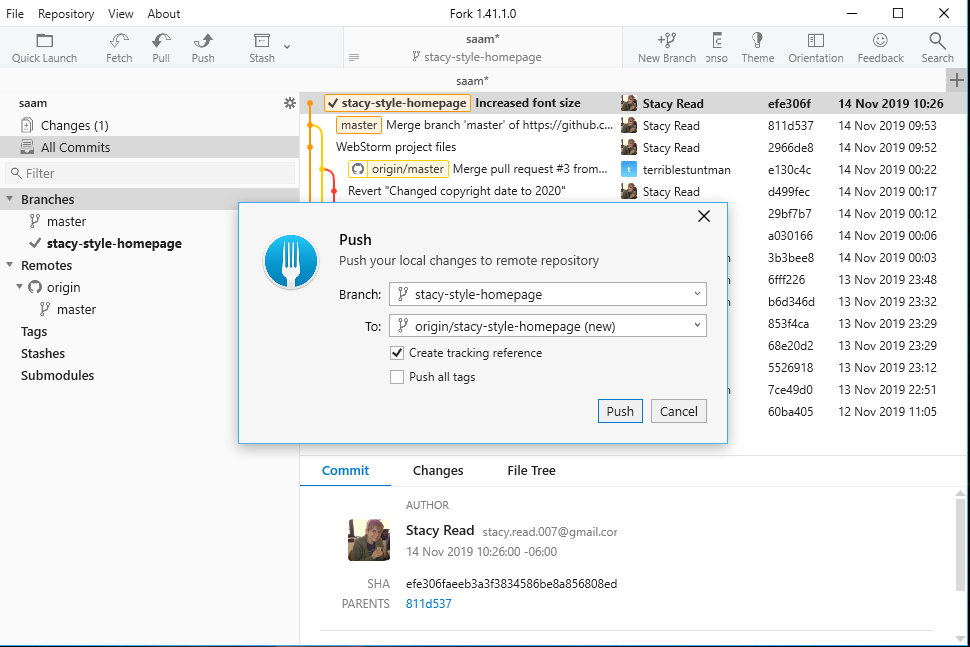 File Repository View About Fork 1.41.1.0
Quick Launch Fetch Pull Push Stash saam* stacy-style-homepage New Branch onso Theme Orientation Feedback Search
saam*
saam
Changes (1)
All Commits
Filter
Branches
master
stacy-style-homepage
Remotes
origin
master
Tags
Stashes
Submodules
stacy-style-homepage Increased font size Stacy Read efe306f 14 Nov 2019 10:26
master Merge branch 'master' of https://github.c... Stacy Read 811d537 14 Nov 2019 09:53
WebStorm project files Stacy Read 2966de8 14 Nov 2019 09:52
origin/master Merge pull request #3 from... t terriblestuntman e130c4c 14 Nov 2019 00:22
Revert "Changed copyright date to 2020" Stacy Read d499fec 14 Nov 2019 00:17
29bf7b7 14 Nov 2019 00:12
a030166 14 Nov 2019 00:06
3b3bee8 14 Nov 2019 00:03
6fff226 13 Nov 2019 23:48
b6d346d 13 Nov 2019 23:32
853f4ca 13 Nov 2019 23:29
68e20d2 13 Nov 2019 23:29
5526918 13 Nov 2019 23:12
7ce49d0 13 Nov 2019 22:51
60ba405 12 Nov 2019 11:05
Push
Push your local changes to remote repository
Branch: stacy-style-homepage
To: origin/stacy-style-homepage (new)
Create tracking reference
Push all tags
Push Cancel
Commit Changes File Tree
AUTHOR
Stacy Read stacy.read.007@gmail.cor
14 Nov 2019 10:26:00 -06:00
SHA efe306faeeb3a3f3834586be8a856808ed
PARENTS 811d537